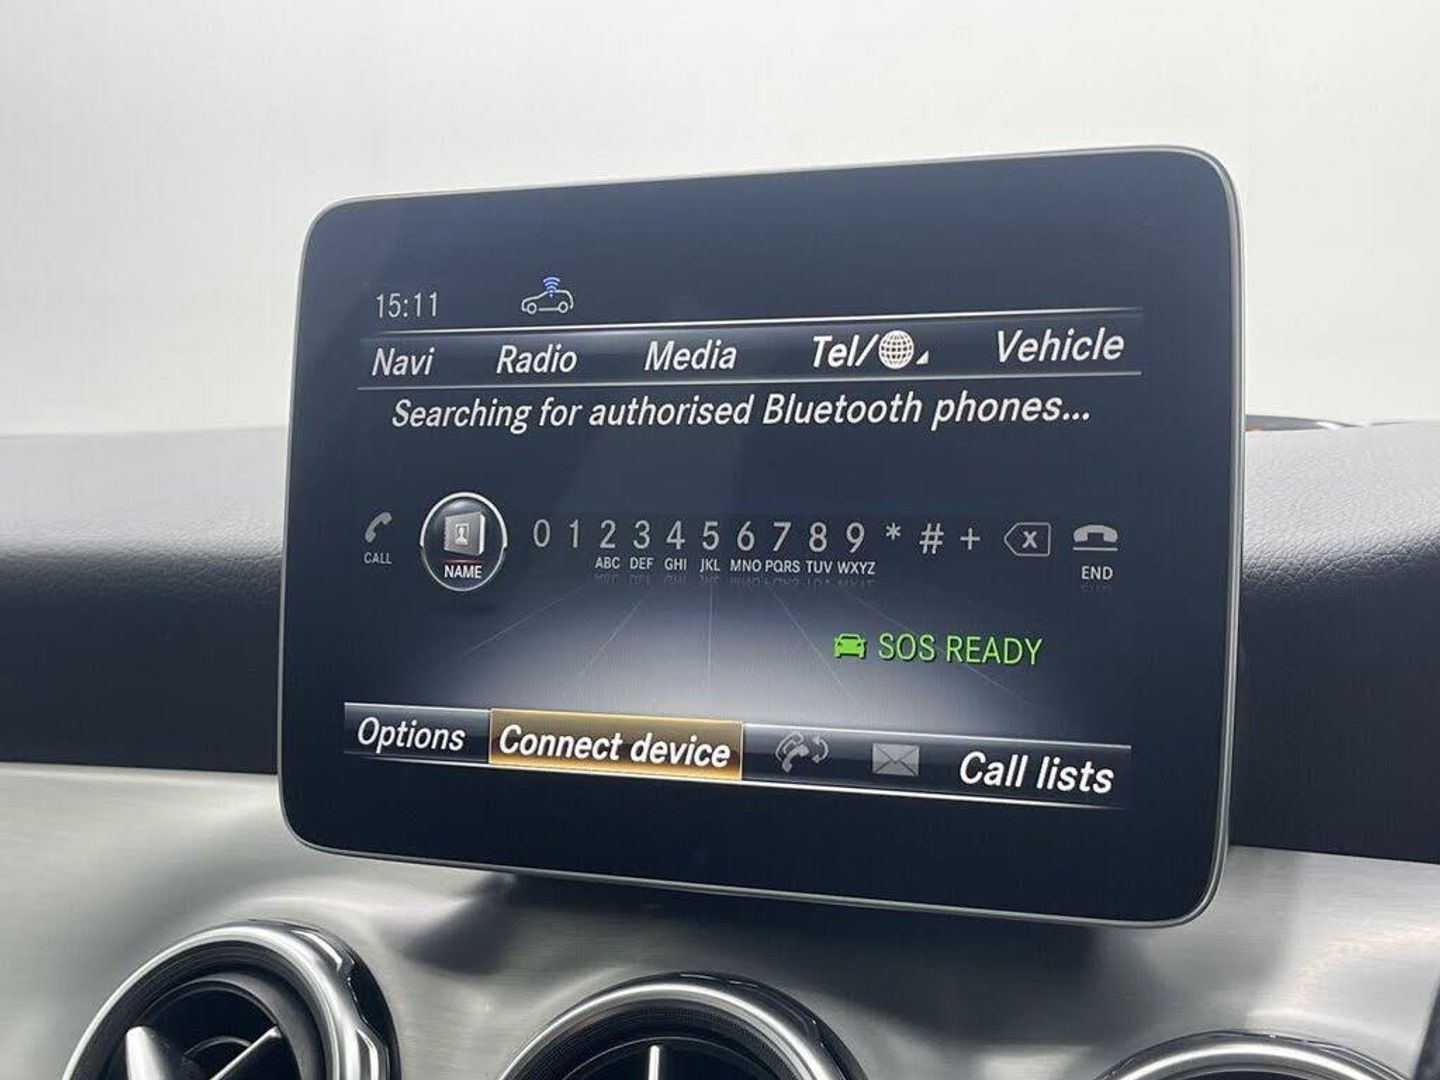 15:11
Navi Radio Media Tel/ Vehicle
Searching for authorised Bluetooth phones...
CALL NAME 0 1 2 3 4 5 6 7 8 9 * # + X END
ABC DEF GHI JKL MNO PQRS TUV WXYZ
SOS READY
Options Connect device Call lists